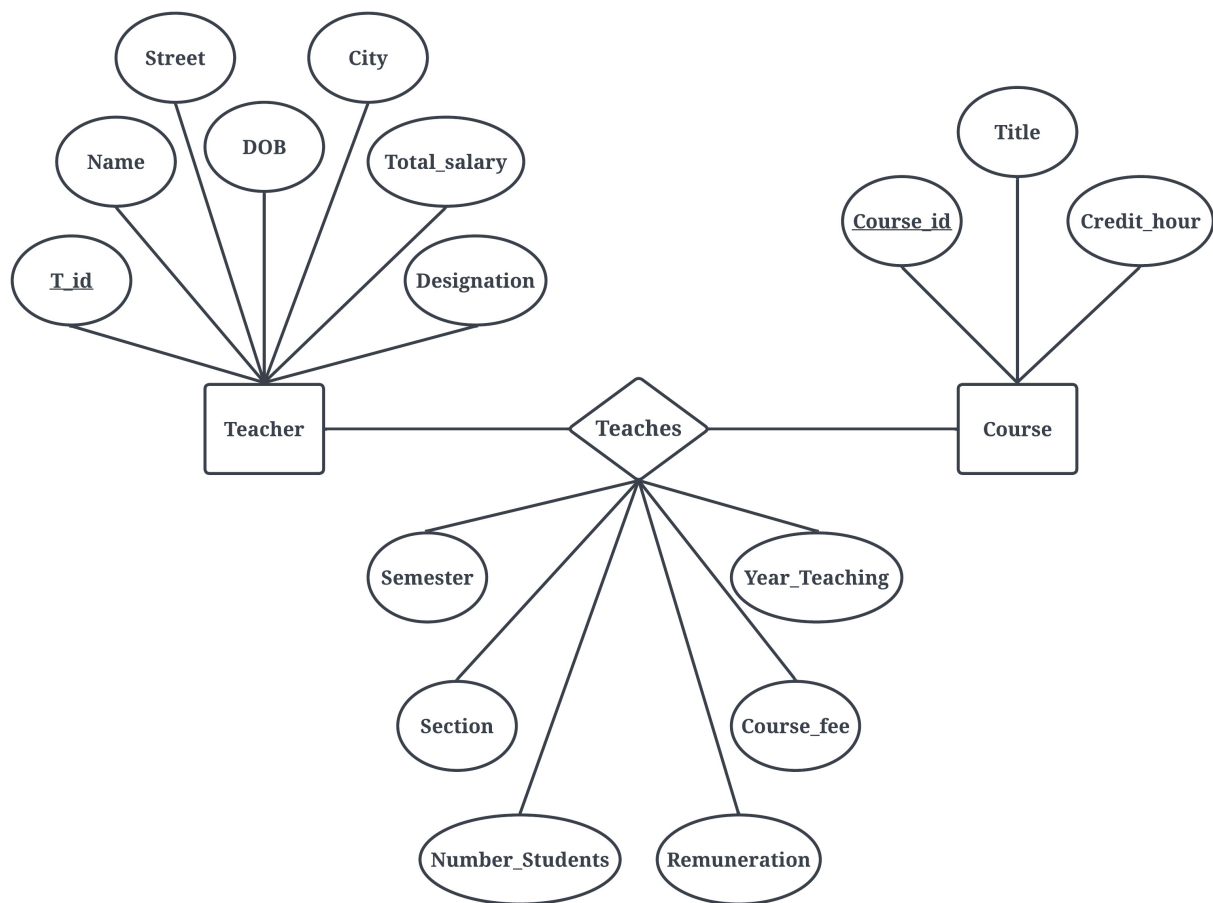 Street
City
Title
DOB
Name
Total_salary
Course_id
Credit_hour
T_id
Designation
Teacher
Teaches
Course
Semester
Year_Teaching
Section
Course_fee
Number_Students
Remuneration